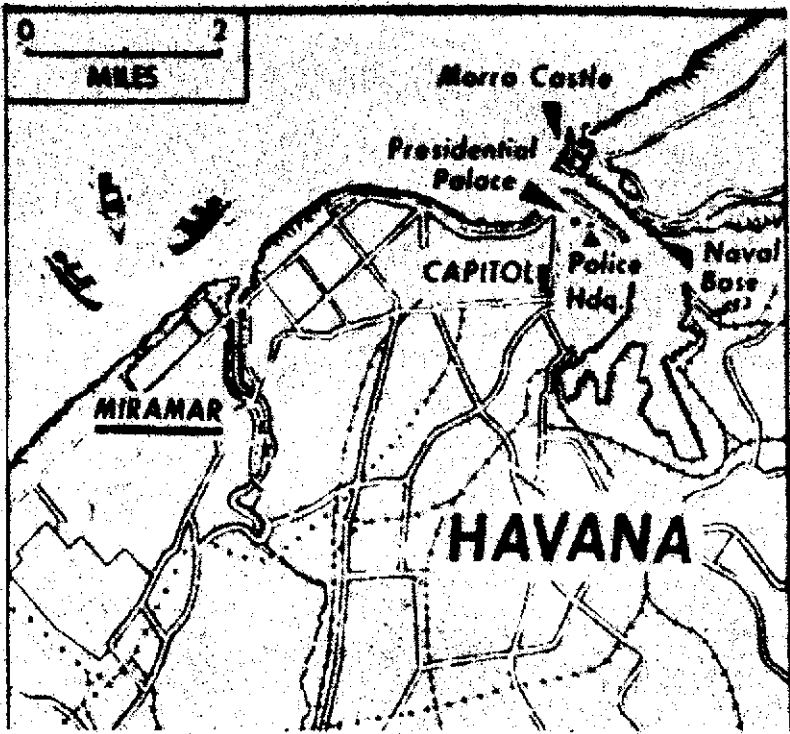 0 2
MILES
Morro Castle
Presidential
Palace
CAPITOL
Police
Hdq.
Naval
Base
MIRAMAR
HAVANA